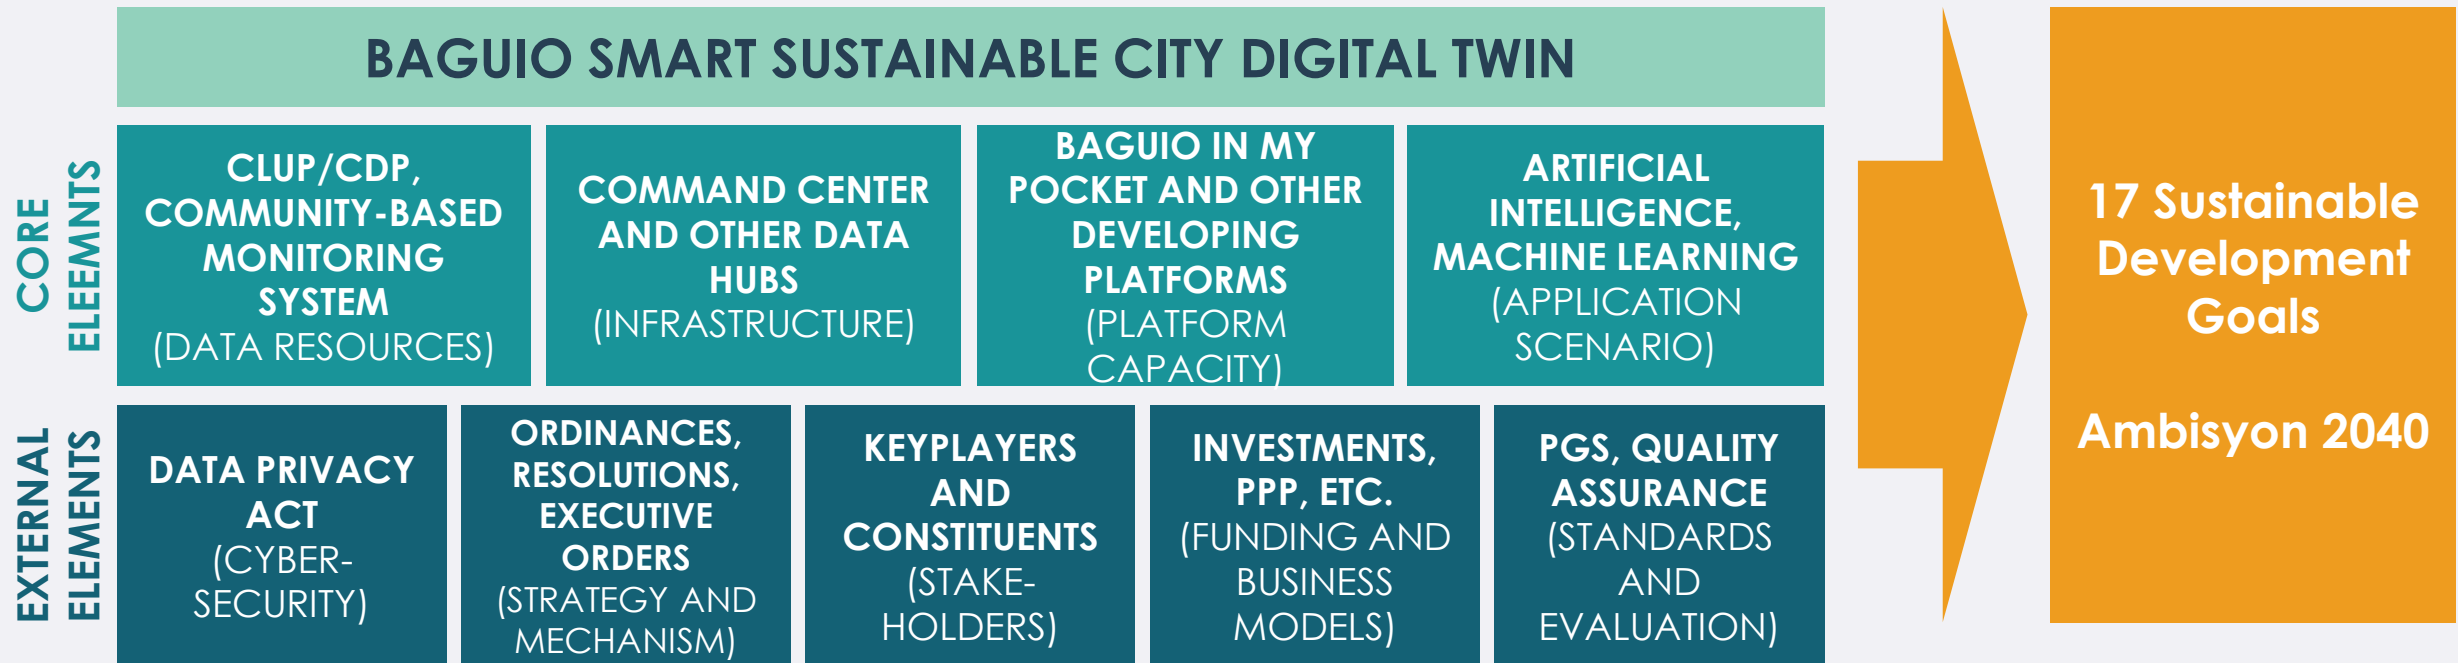 BAGUIO SMART SUSTAINABLE CITY DIGITAL TWIN
CORE
ELEEMNTS
CLUP/CDP,
COMMUNITY-BASED
MONITORING
SYSTEM
(DATA RESOURCES)
COMMAND CENTER
AND OTHER DATA
HUBS
(INFRASTRUCTURE)
BAGUIO IN MY
POCKET AND OTHER
DEVELOPING
PLATFORMS
(PLATFORM
CAPACITY)
ARTIFICIAL
INTELLIGENCE,
MACHINE LEARNING
(APPLICATION
SCENARIO)
EXTERNAL
ELEMENTS
DATA PRIVACY
ACT
(CYBER-
SECURITY)
ORDINANCES,
RESOLUTIONS,
EXECUTIVE
ORDERS
(STRATEGY AND
MECHANISM)
KEYPLAYERS
AND
CONSTITUENTS
(STAKE-
HOLDERS)
INVESTMENTS,
PPP, ETC.
(FUNDING AND
BUSINESS
MODELS)
PGS, QUALITY
ASSURANCE
(STANDARDS
AND
EVALUATION)
17 Sustainable
Development
Goals
Ambisyon 2040